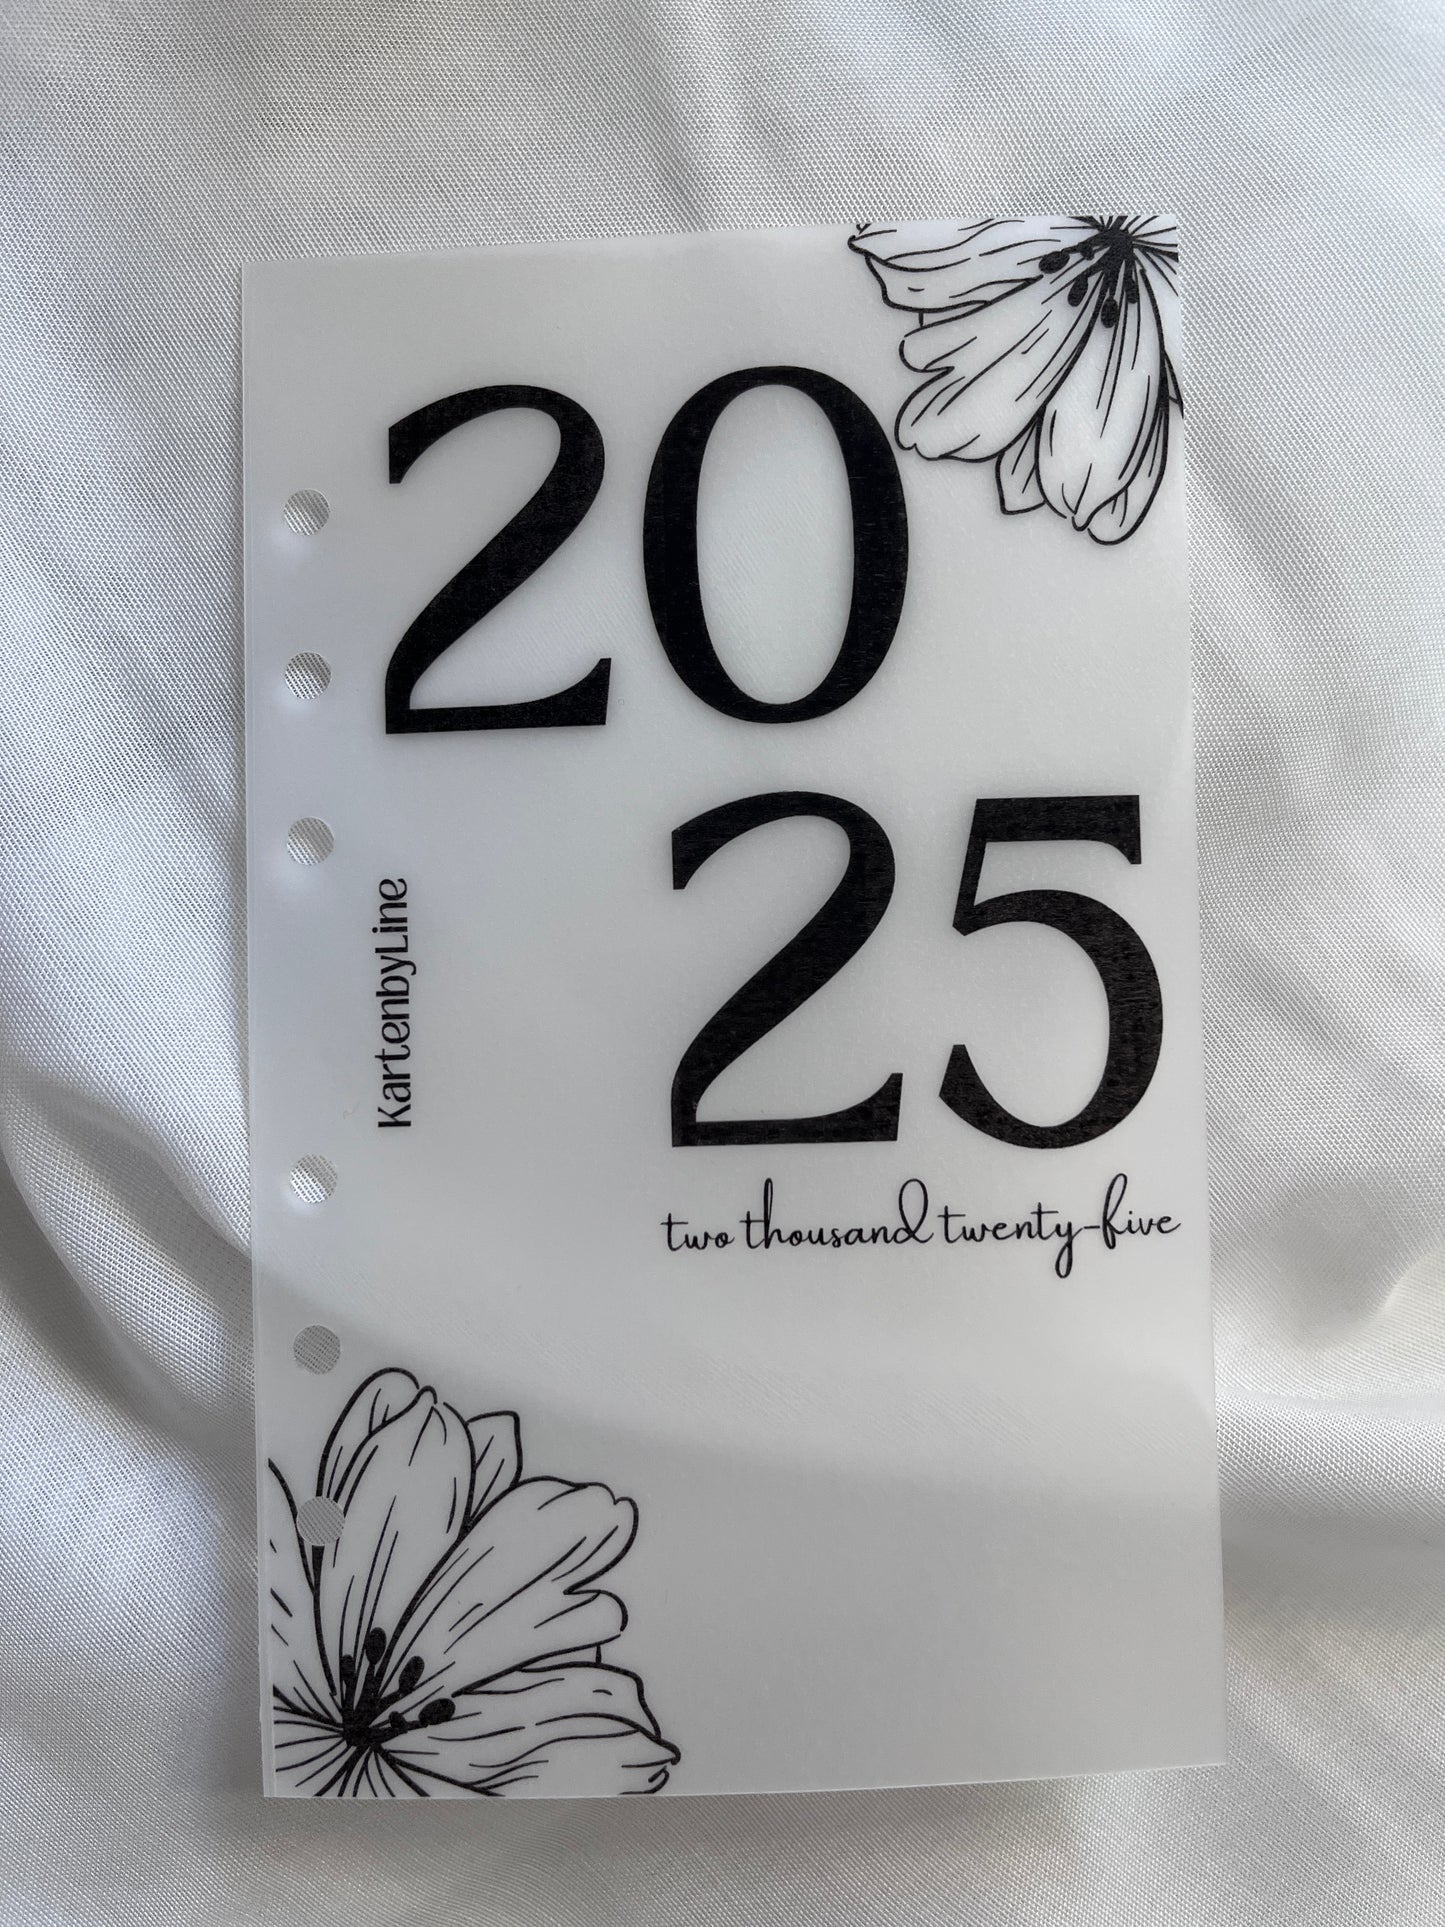 20
25
KartenbyLine
two thousand twenty-five